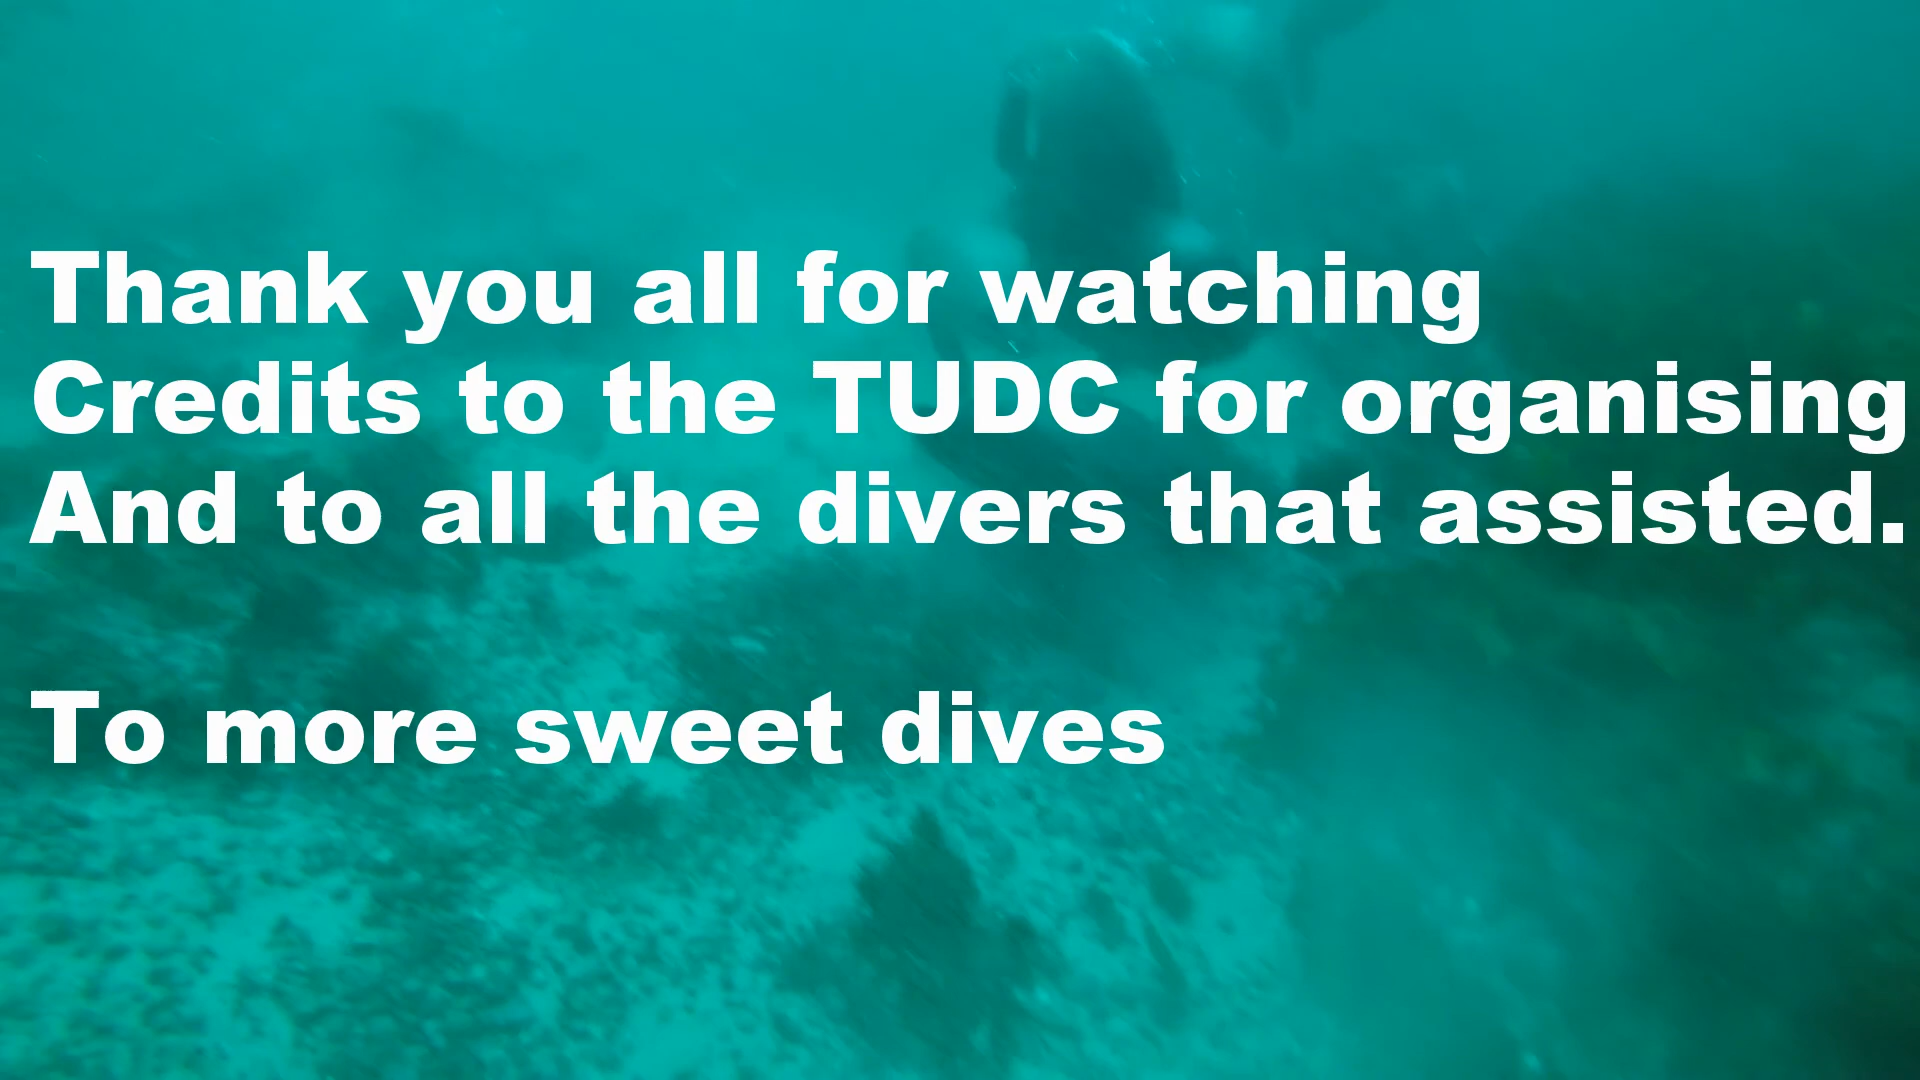 Thank you all for watching
Credits to the TUDC for organising
And to all the divers that assisted.
To more sweet dives